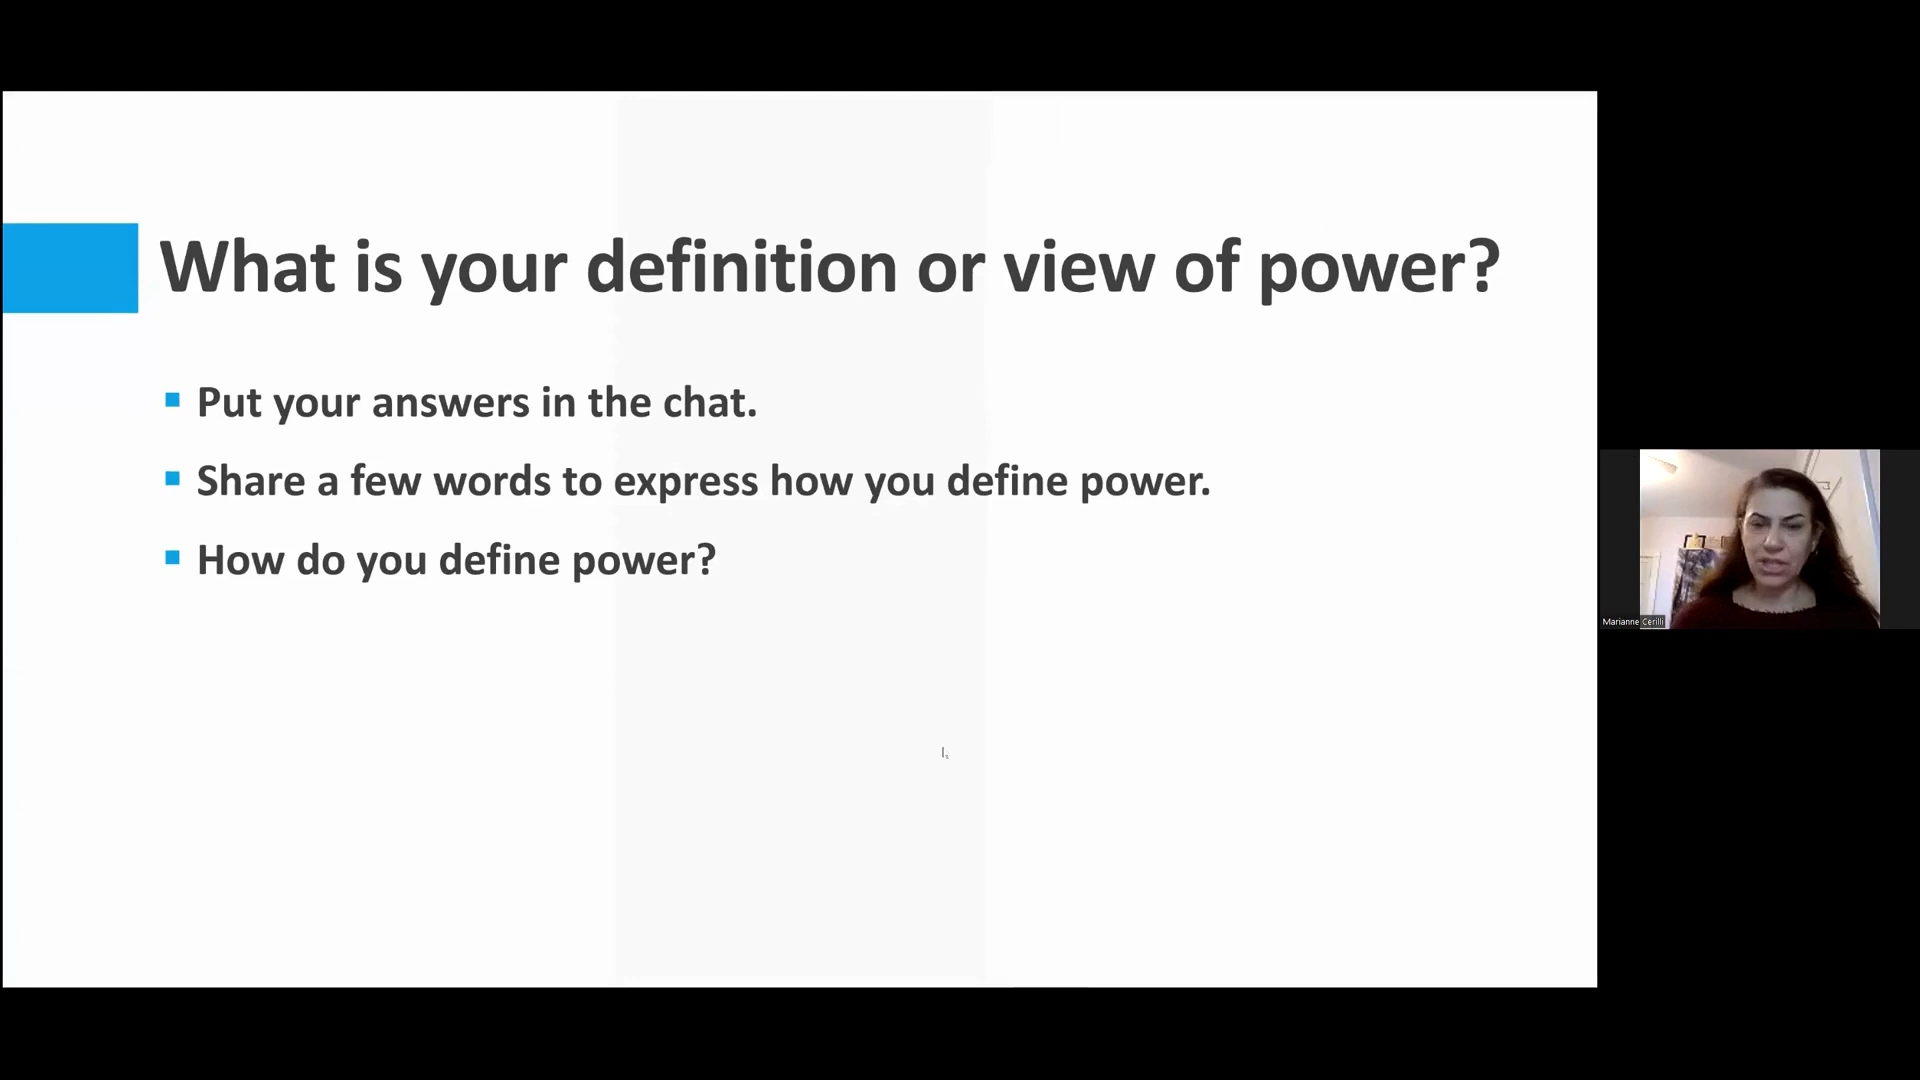 What is your definition or view of power?
Put your answers in the chat.
Share a few words to express how you define power.
How do you define power?
Marianne Cerilli